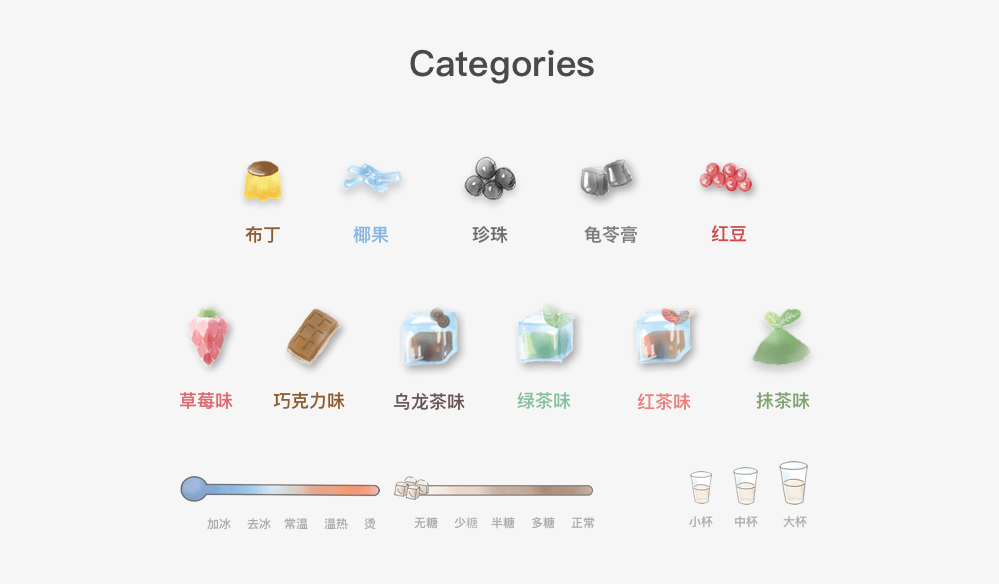 Categories
布丁 椰果 珍珠 龟苓膏 红豆
草莓味 巧克力味 乌龙茶味 绿茶味 红茶味 抹茶味
加冰 去冰 常温 温热 烫 无糖 少糖 半糖 多糖 正常 小杯 中杯 大杯